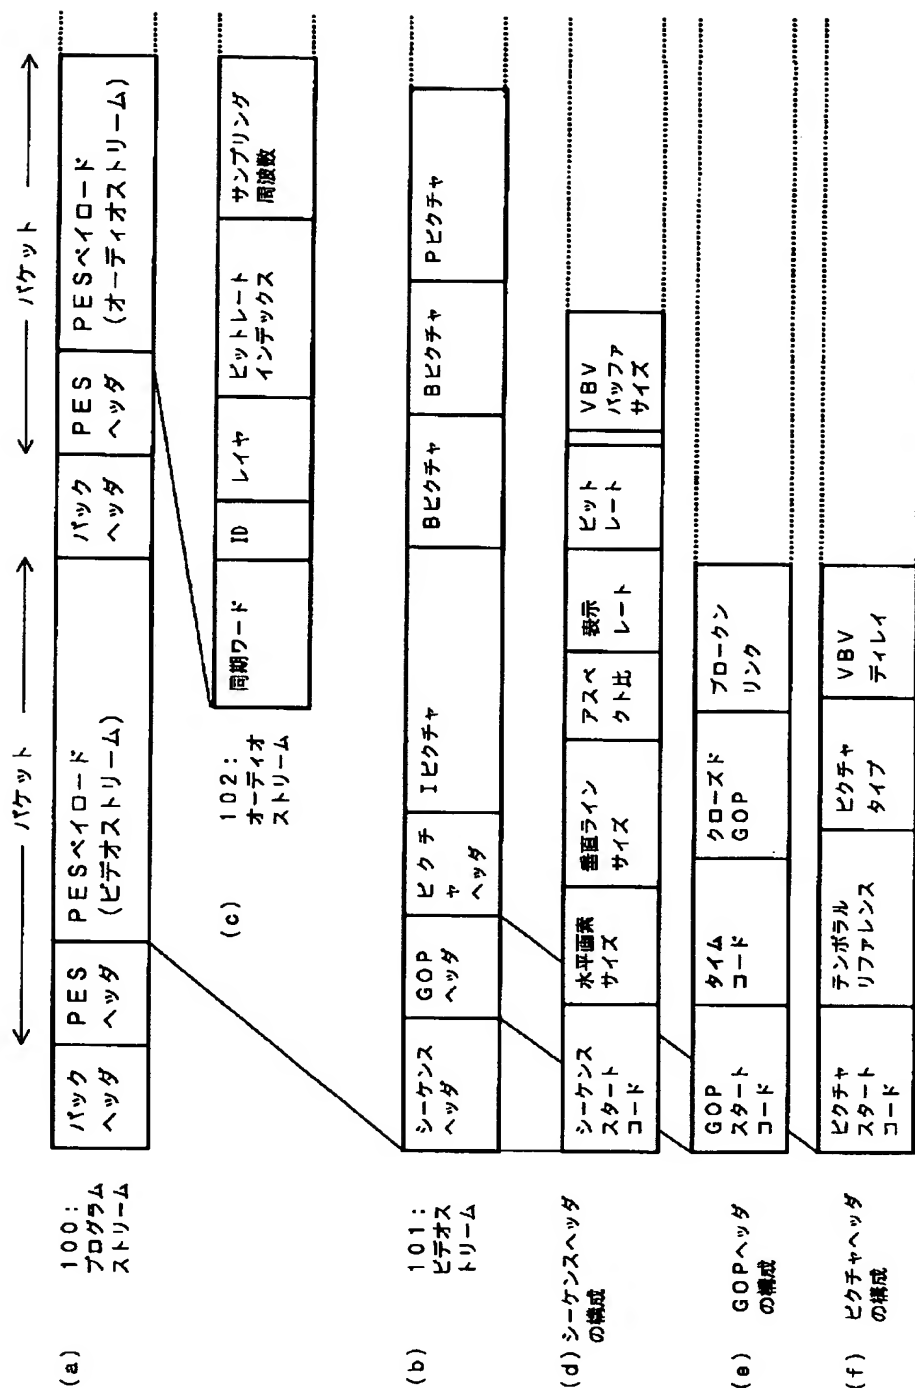 (a)
100:
プログラム
ストリーム
パック
ヘッダ
PES
ヘッダ
PESペイロード
(ビデオストリーム)
パック
ヘッダ
PES
ヘッダ
PESペイロード
(オーディオストリーム)
パケット
パケット
(c)
102:
オーディオ
ストリーム
同期ワード
ID
レイヤ
ビットレート
インデックス
サンプリング
周波数
(b)
101:
ビデオス
トリーム
シーケンス
ヘッダ
GOP
ヘッダ
ピクチ
ャ
ヘッダ
Iピクチャ
Bピクチャ
Bピクチャ
Pピクチャ
(d)シーケンスヘッダ
の構成
シーケンス
スタート
コード
水平画素
サイズ
垂直ライン
サイズ
アスペ
クト比
表示
レート
ビット
レート
VBV
バッファ
サイズ
(e)
GOPヘッダ
の構成
GOP
スタート
コード
タイム
コード
クローズド
GOP
ブロークン
リンク
(f)
ピクチャヘッダ
の構成
ピクチャ
スタート
コード
テンポラル
リファレンス
ピクチャ
タイプ
VBV
ディレイ